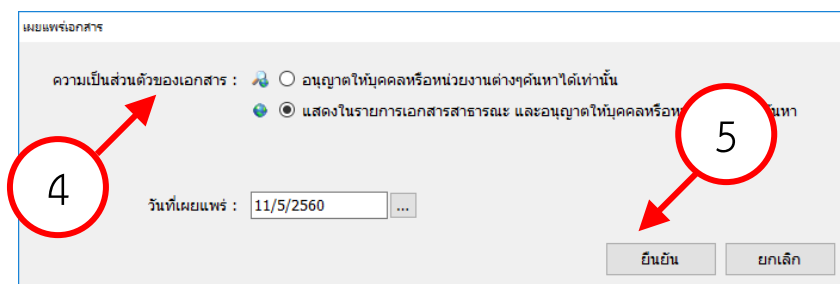 เผยแพร่เอกสาร
ความเป็นส่วนตัวของเอกสาร : อนุญาตให้บุคคลหรือหน่วยงานต่างๆค้นหาได้เท่านั้น
แสดงในรายการเอกสารสาธารณะ และอนุญาตให้บุคคลหรือ
4
5
วันที่เผยแพร่ : 11/5/2560 ...
ยืนยัน ยกเลิก